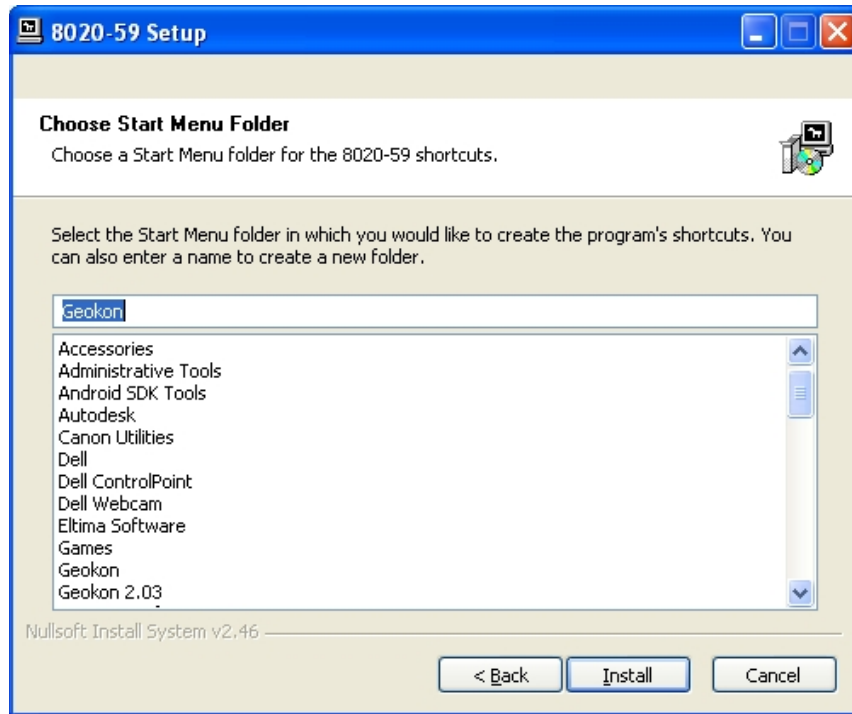 8020-59 Setup
Choose Start Menu Folder
Choose a Start Menu folder for the 8020-59 shortcuts.
Select the Start Menu folder in which you would like to create the program's shortcuts. You
can also enter a name to create a new folder.
Geokon
Accessories
Administrative Tools
Android SDK Tools
Autodesk
Canon Utilities
Dell
Dell ControlPoint
Dell Webcam
Eltima Software
Games
Geokon
Geokon 2.03
Nullsoft Install System v2.46
< Back
Install
Cancel